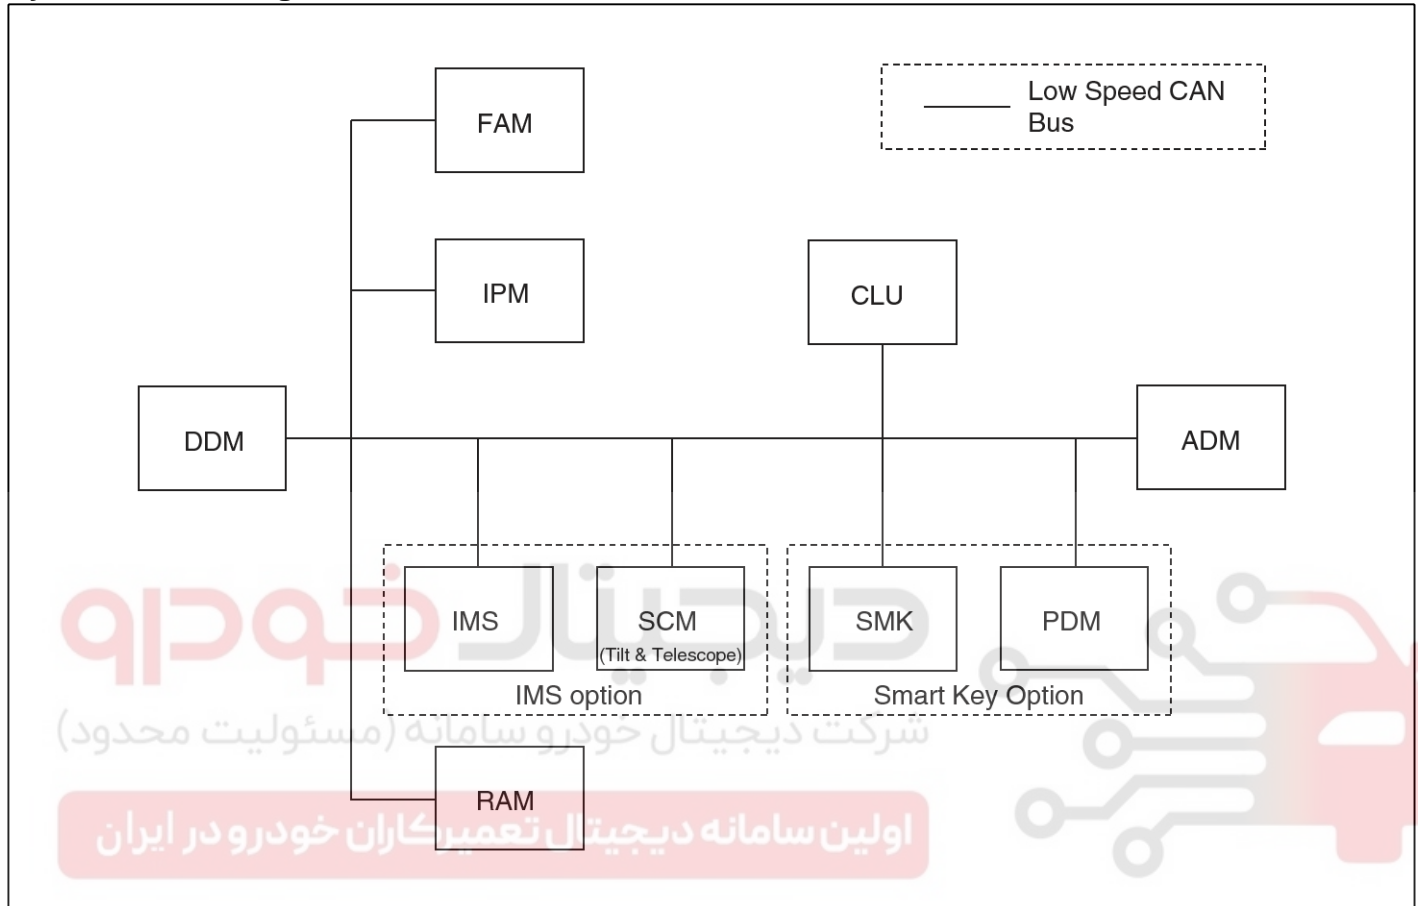 FAM
Low Speed CAN
Bus
IPM
CLU
DDM
ADM
IMS
SCM
(Tilt & Telescope)
IMS option
SMK
PDM
Smart Key Option
دیجیتال خودرو
شرکت دیجیتال خودرو سامانه (مسئولیت محدود)
RAM
اولین سامانه دیجیتال تعمیرکاران خودرو در ایران